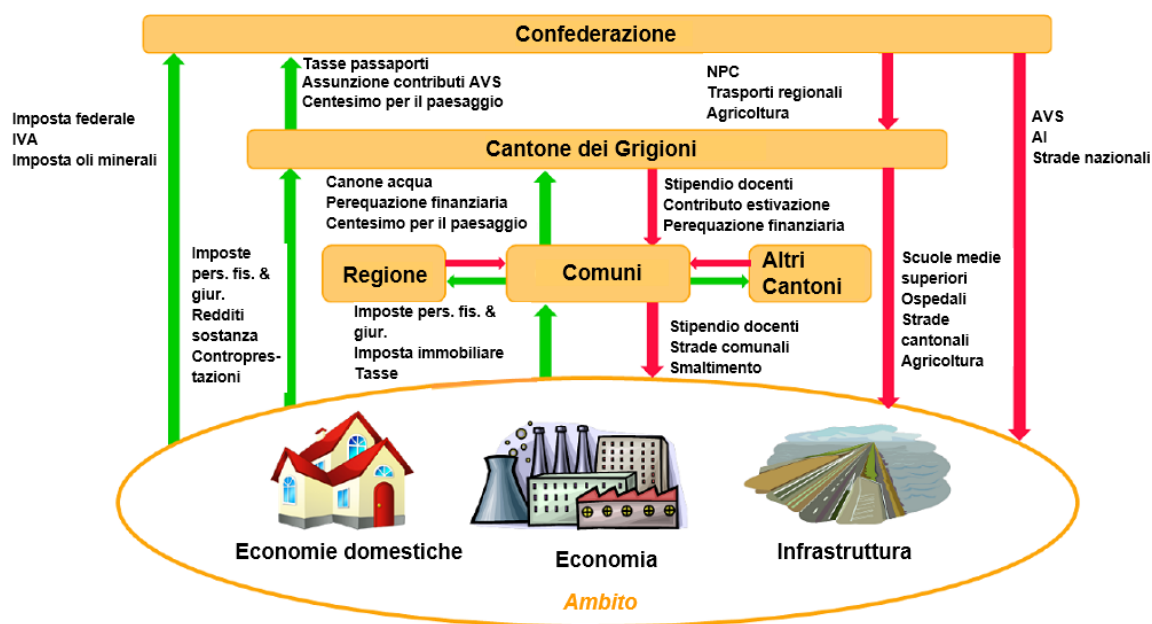 Confederazione
Tasse passaporti
Assunzione contributi AVS
Centesimo per il paesaggio
NPC
Trasporti regionali
Agricoltura
Imposta federale
IVA
Imposta oli minerali
AVS
AI
Strade nazionali
Cantone dei Grigioni
Canone acqua
Perequazione finanziaria
Centesimo per il paesaggio
Stipendio docenti
Contributo estivazione
Perequazione finanziaria
Imposte
pers. fis. &
giur.
Redditi
sostanza
Contropres-
tazioni
Regione
Comuni
Altri
Cantoni
Scuole medie
superiori
Ospedali
Strade
cantonali
Agricoltura
Imposte pers. fis. &
giur.
Imposta immobiliare
Tasse
Stipendio docenti
Strade comunali
Smaltimento
Economie domestiche
Economia
Infrastruttura
Ambito